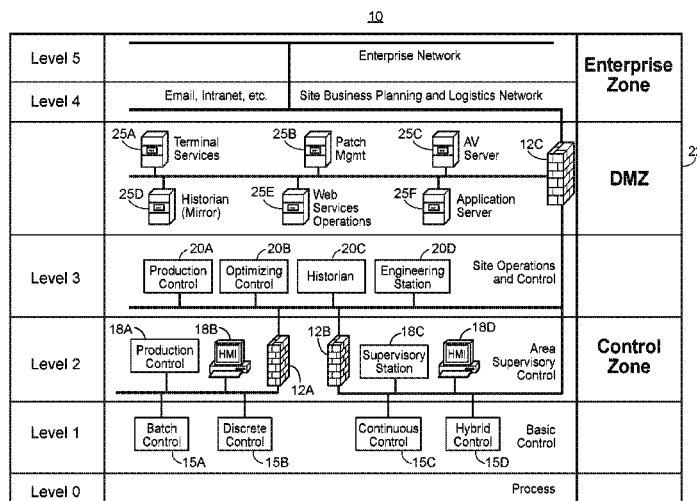 10
Level 5
Enterprise Network
Enterprise
Zone
Level 4
Email, Intranet, etc.
Site Business Planning and Logistics Network
25A
Terminal
Services
25B
Patch
Mgmt
25C
AV
Server
12C
DMZ
25D
Historian
(Mirror)
25E
Web
Services
Operations
25F
Application
Server
Level 3
20A
Production
Control
20B
Optimizing
Control
20C
Historian
20D
Engineering
Station
Site Operations
and Control
Level 2
18A
Production
Control
18B
HMI
12A
12B
18C
Supervisory
Station
18D
HMI
Area
Supervisory
Control
Control
Zone
Level 1
Batch
Control
15A
Discrete
Control
15B
Continuous
Control
15C
Hybrid
Control
15D
Basic
Control
Level 0
Process